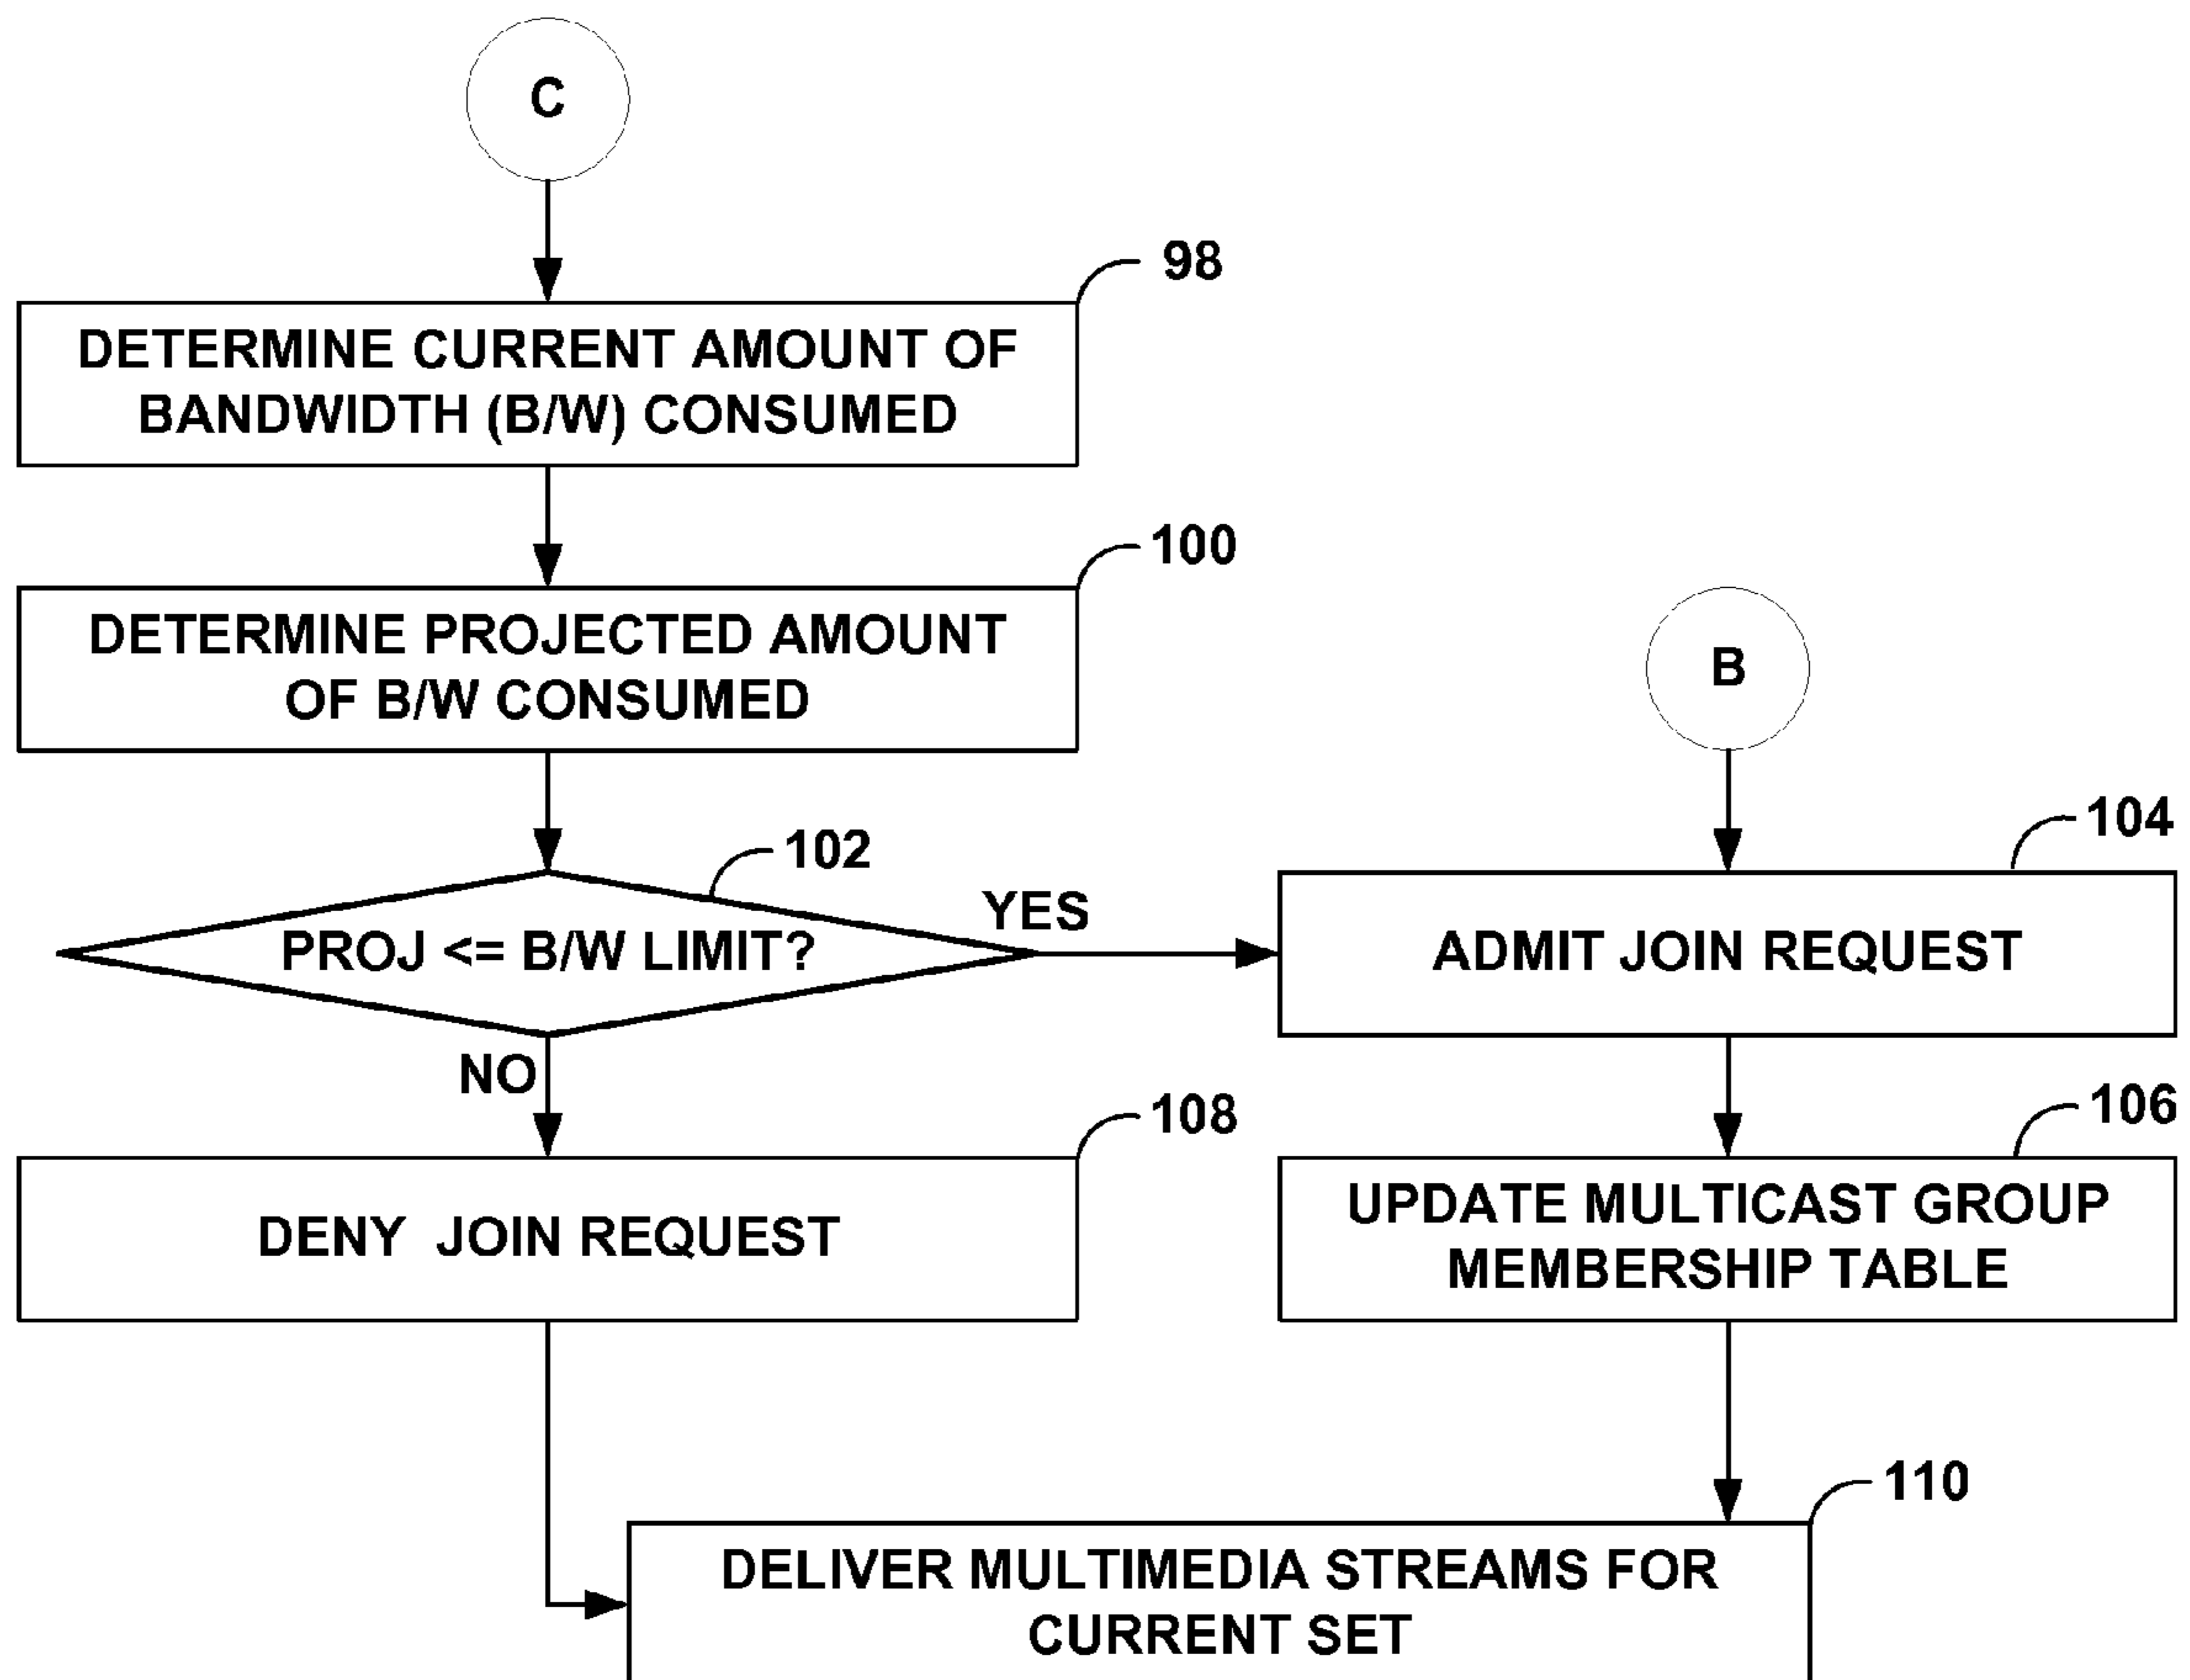 C
98
DETERMINE CURRENT AMOUNT OF
BANDWIDTH (B/W) CONSUMED
100
DETERMINE PROJECTED AMOUNT
OF B/W CONSUMED
B
102
104
PROJ <= B/W LIMIT?
YES
ADMIT JOIN REQUEST
NO
108
106
DENY JOIN REQUEST
UPDATE MULTICAST GROUP
MEMBERSHIP TABLE
110
DELIVER MULTIMEDIA STREAMS FOR
CURRENT SET